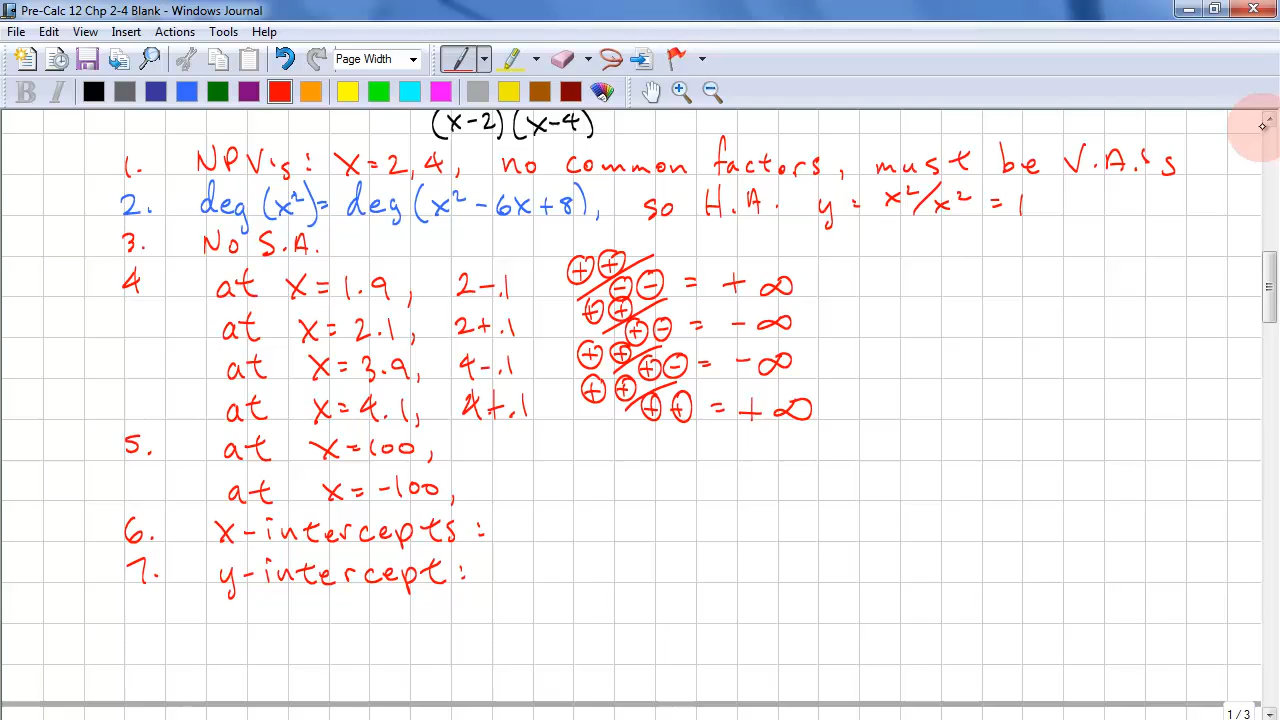 Pre-Calc 12 Chp 2-4 Blank - Windows Journal
File Edit View Insert Actions Tools Help
Page Width
B I
(x-2)(x-4)
1. NPV's: x=2,4, no common factors, must be V.A.'s
2. deg(x²)= deg(x²-6x+8), so H.A. y = x²/x² = 1
3. No S.A.
4 at x=1.9, 2-.1 ++/-- = +∞
at x=2.1, 2+.1 ++/+- = -∞
at x=3.9, 4-.1 ++/+- = -∞
at x=4.1, 4+.1 ++/++ = +∞
5. at x=100,
at x=-100,
6. x-intercepts:
7. y-intercept:
1/3